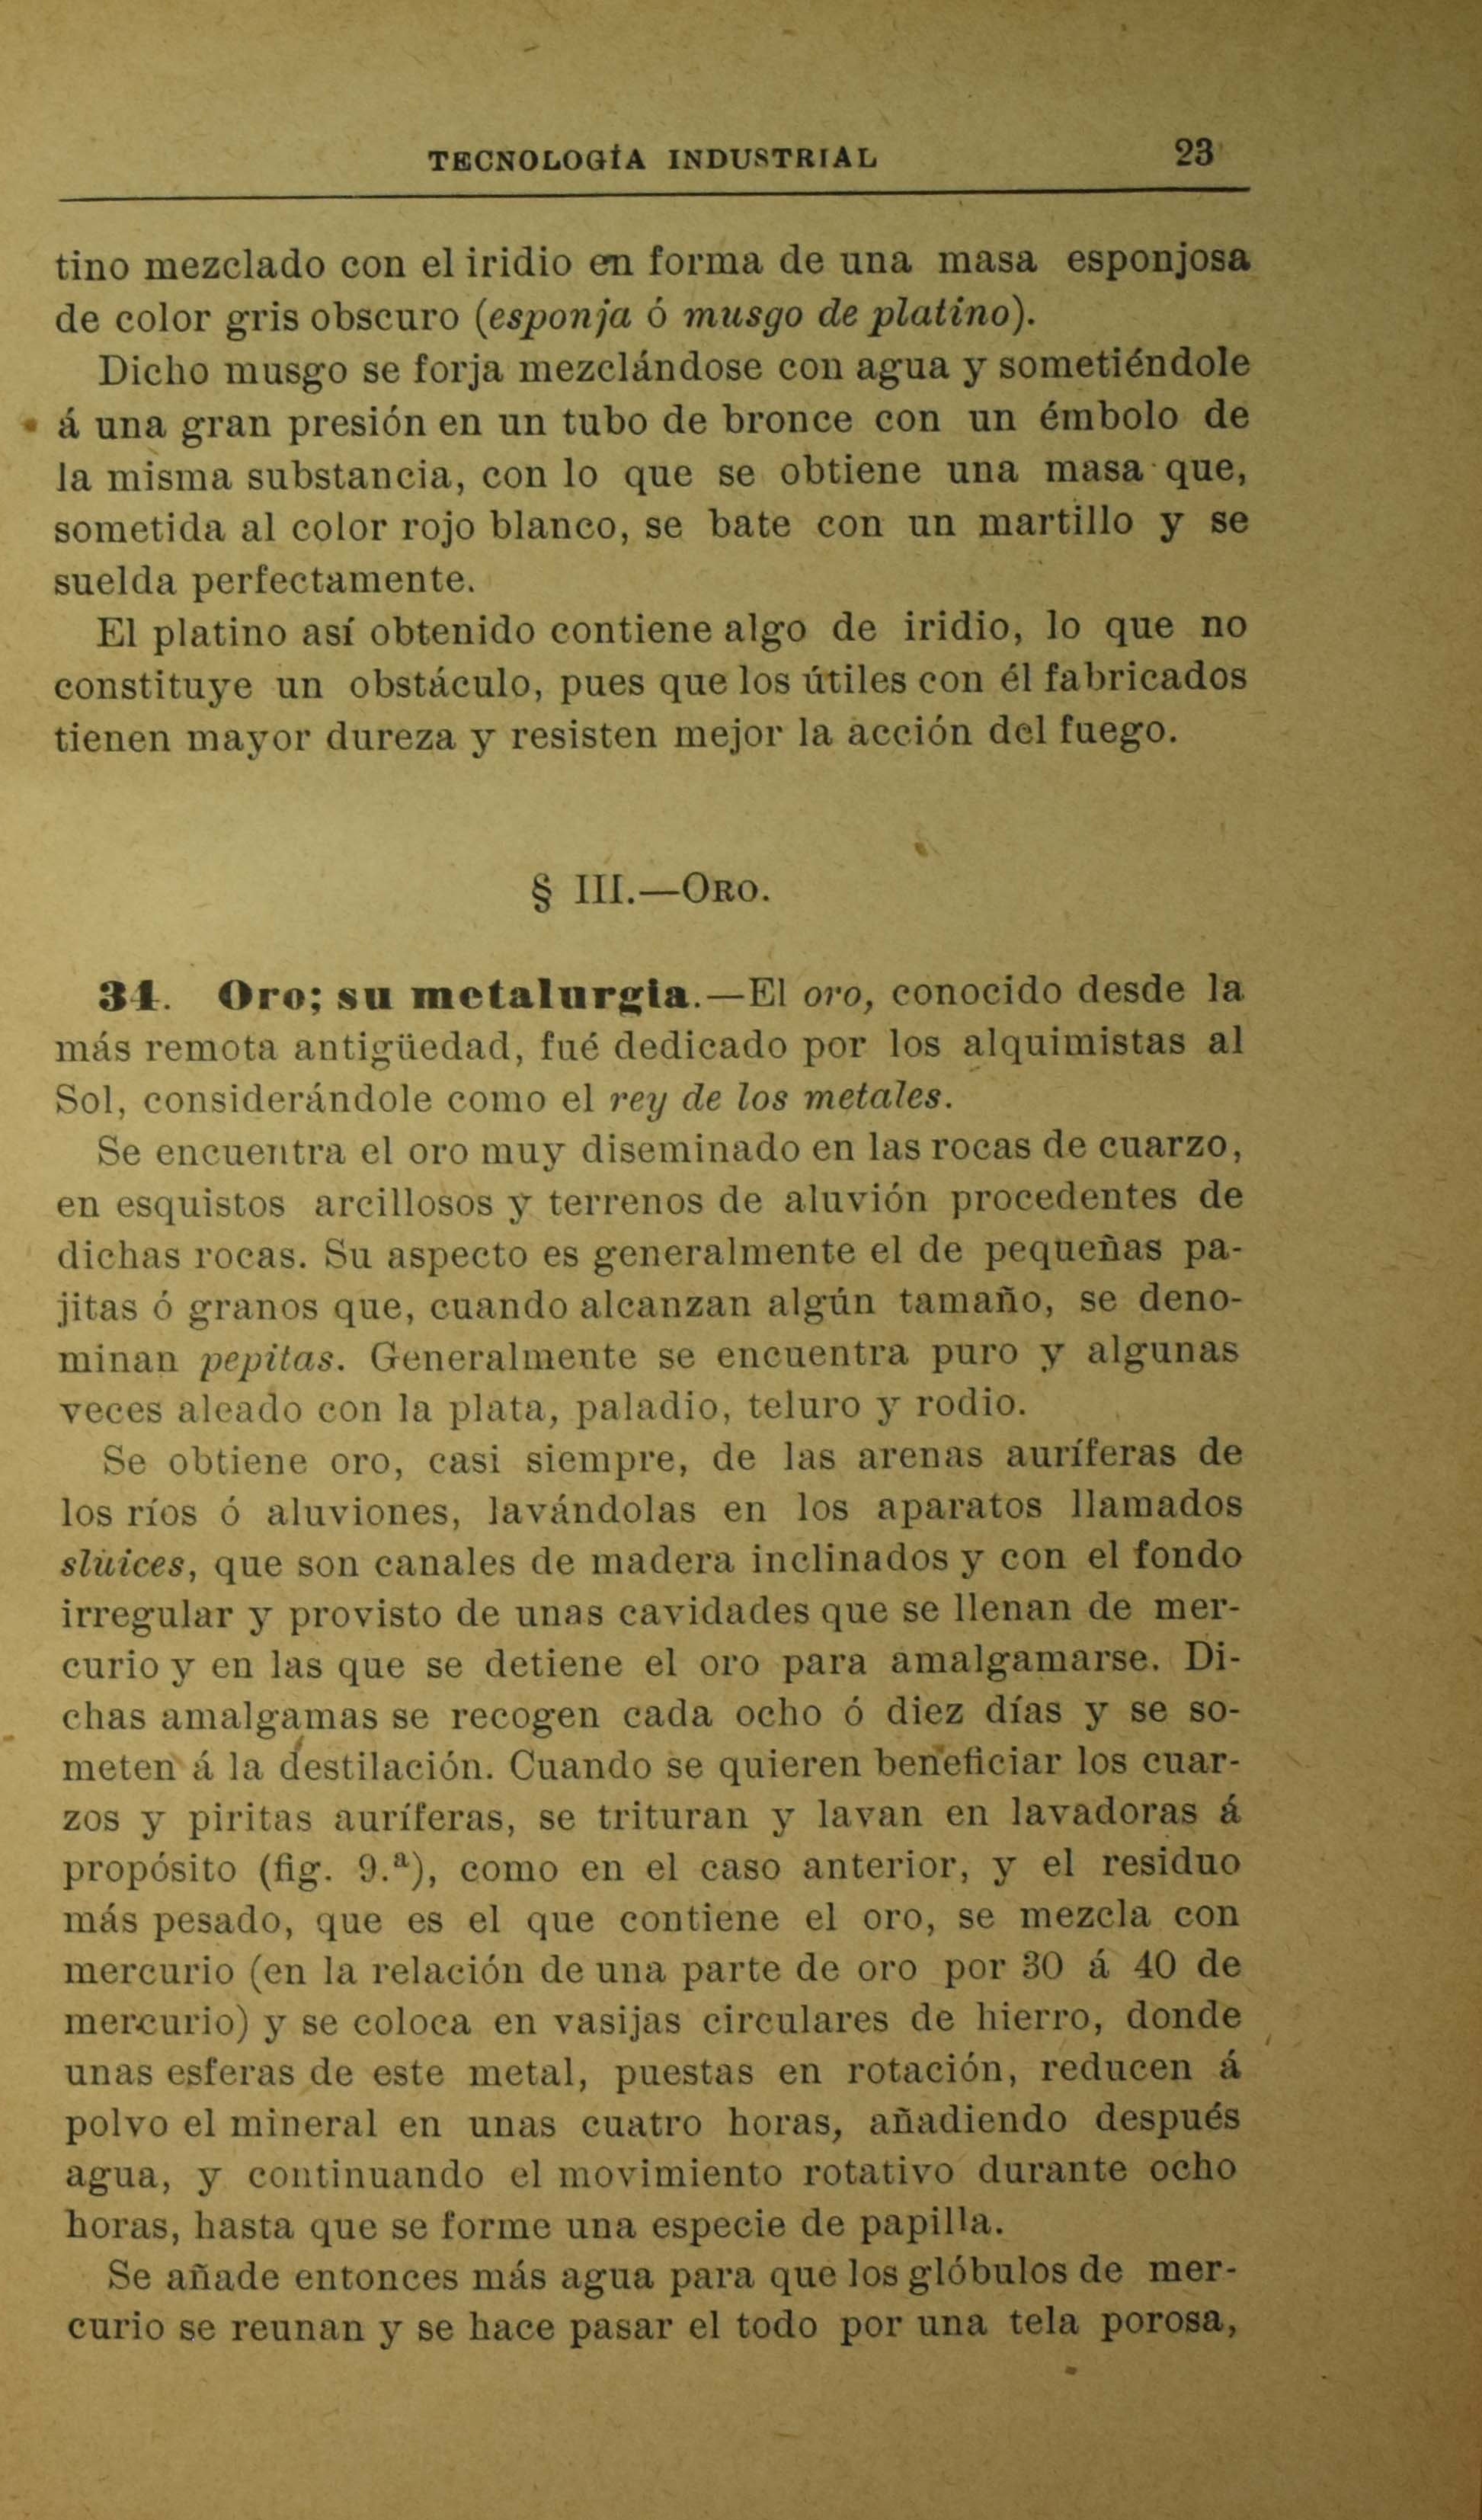 TECNOLOGÍA INDUSTRIAL 23
tino mezclado con el iridio en forma de una masa esponjosa
de color gris obscuro (esponja ó musgo de platino).
Dicho musgo se forja mezclándose con agua y sometiéndole
á una gran presión en un tubo de bronce con un émbolo de
la misma substancia, con lo que se obtiene una masa que,
sometida al color rojo blanco, se bate con un martillo y se
suelda perfectamente.
El platino así obtenido contiene algo de iridio, lo que no
constituye un obstáculo, pues que los útiles con él fabricados
tienen mayor dureza y resisten mejor la acción del fuego.
§ III.—ORO.
34. Oro; su metalurgia.—El oro, conocido desde la
más remota antigüedad, fué dedicado por los alquimistas al
Sol, considerándole como el rey de los metales.
Se encuentra el oro muy diseminado en las rocas de cuarzo,
en esquistos arcillosos y terrenos de aluvión procedentes de
dichas rocas. Su aspecto es generalmente el de pequeñas pa-
jitas ó granos que, cuando alcanzan algún tamaño, se deno-
minan pepitas. Generalmente se encuentra puro y algunas
veces aleado con la plata, paladio, teluro y rodio.
Se obtiene oro, casi siempre, de las arenas auríferas de
los ríos ó aluviones, lavándolas en los aparatos llamados
sluices, que son canales de madera inclinados y con el fondo
irregular y provisto de unas cavidades que se llenan de mer-
curio y en las que se detiene el oro para amalgamarse. Di-
chas amalgamas se recogen cada ocho ó diez días y se so-
meten á la destilación. Cuando se quieren beneficiar los cuar-
zos y piritas auríferas, se trituran y lavan en lavadoras á
propósito (fig. 9.ª), como en el caso anterior, y el residuo
más pesado, que es el que contiene el oro, se mezcla con
mercurio (en la relación de una parte de oro por 30 á 40 de
mercurio) y se coloca en vasijas circulares de hierro, donde
unas esferas de este metal, puestas en rotación, reducen á
polvo el mineral en unas cuatro horas, añadiendo después
agua, y continuando el movimiento rotativo durante ocho
horas, hasta que se forme una especie de papilla.
Se añade entonces más agua para que los glóbulos de mer-
curio se reunan y se hace pasar el todo por una tela porosa,